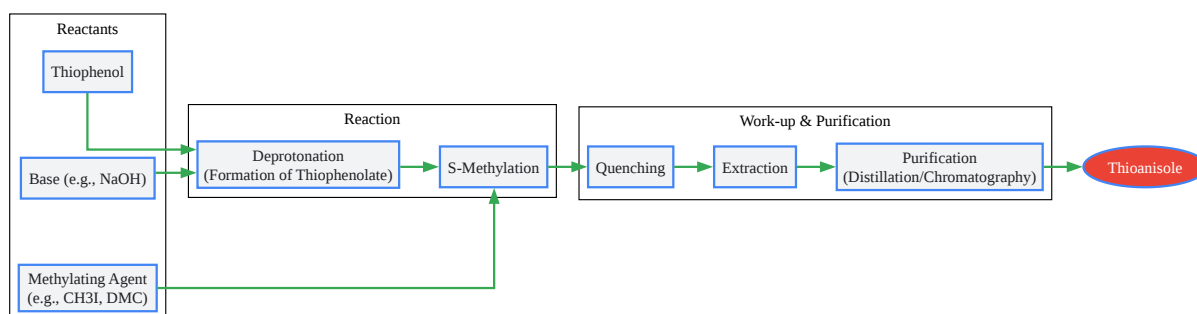 Reactants
Thiophenol
Base (e.g., NaOH)
Methylating Agent
(e.g., CH3I, DMC)
Reaction
Deprotonation
(Formation of Thiophenolate)
S-Methylation
Work-up & Purification
Quenching
Extraction
Purification
(Distillation/Chromatography)
Thioanisole